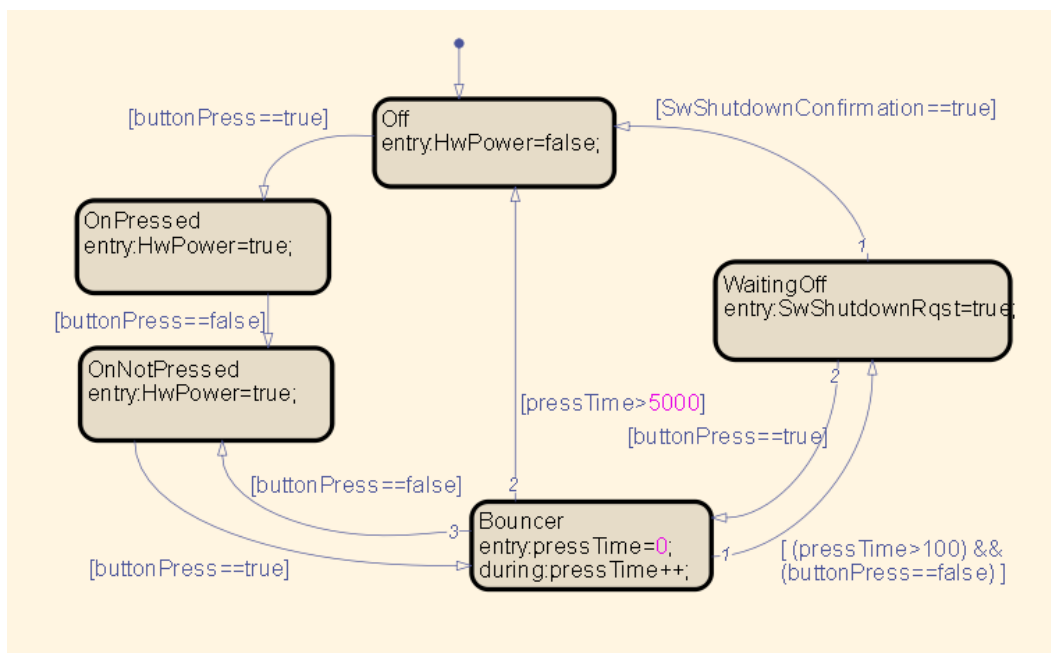 [buttonPress==true]
Off
entry:HwPower=false;
[SwShutdownConfirmation==true]
OnPressed
entry:HwPower=true;
1
WaitingOff
entry:SwShutdownRqst=true;
[buttonPress==false]
OnNotPressed
entry:HwPower=true;
2
[pressTime>5000]
[buttonPress==true]
[buttonPress==false]
2
3
Bouncer
entry:pressTime=0;
during:pressTime++;
1
[ (pressTime>100) &&
(buttonPress==false) ]
[buttonPress==true]